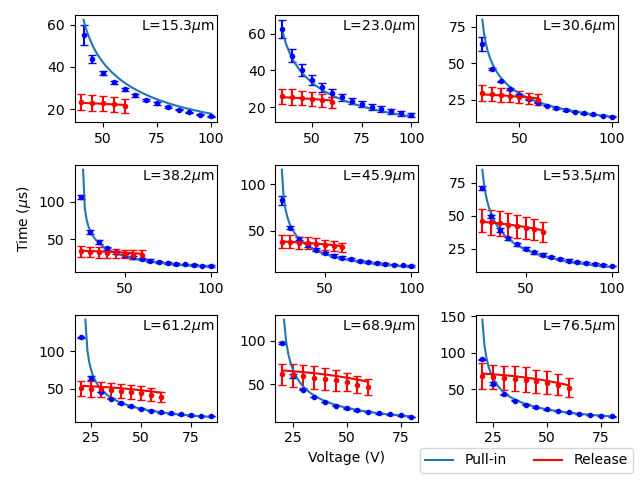 L=15.3μm L=23.0μm L=30.6μm
60 40 20
60 40 20
75 50 25
50 75 100
50 75 100
50 100
L=38.2μm L=45.9μm L=53.5μm
100 50
100 50
75 50 25
50 100
50 100
50 100
L=61.2μm L=68.9μm L=76.5μm
100 50
100 50
150 100 50
25 50 75
25 50 75
25 50 75
Time (μs)
Voltage (V)
Pull-in Release